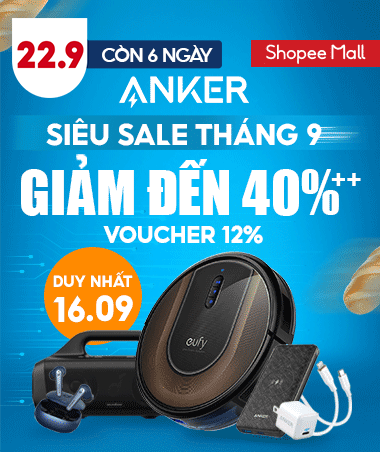 22.9
CÒN 6 NGÀY
Shopee Mall
ANKER
SIÊU SALE THÁNG 9
GIẢM ĐẾN 40%++
VOUCHER 12%
DUY NHẤT
16.09
eufy
ANKER